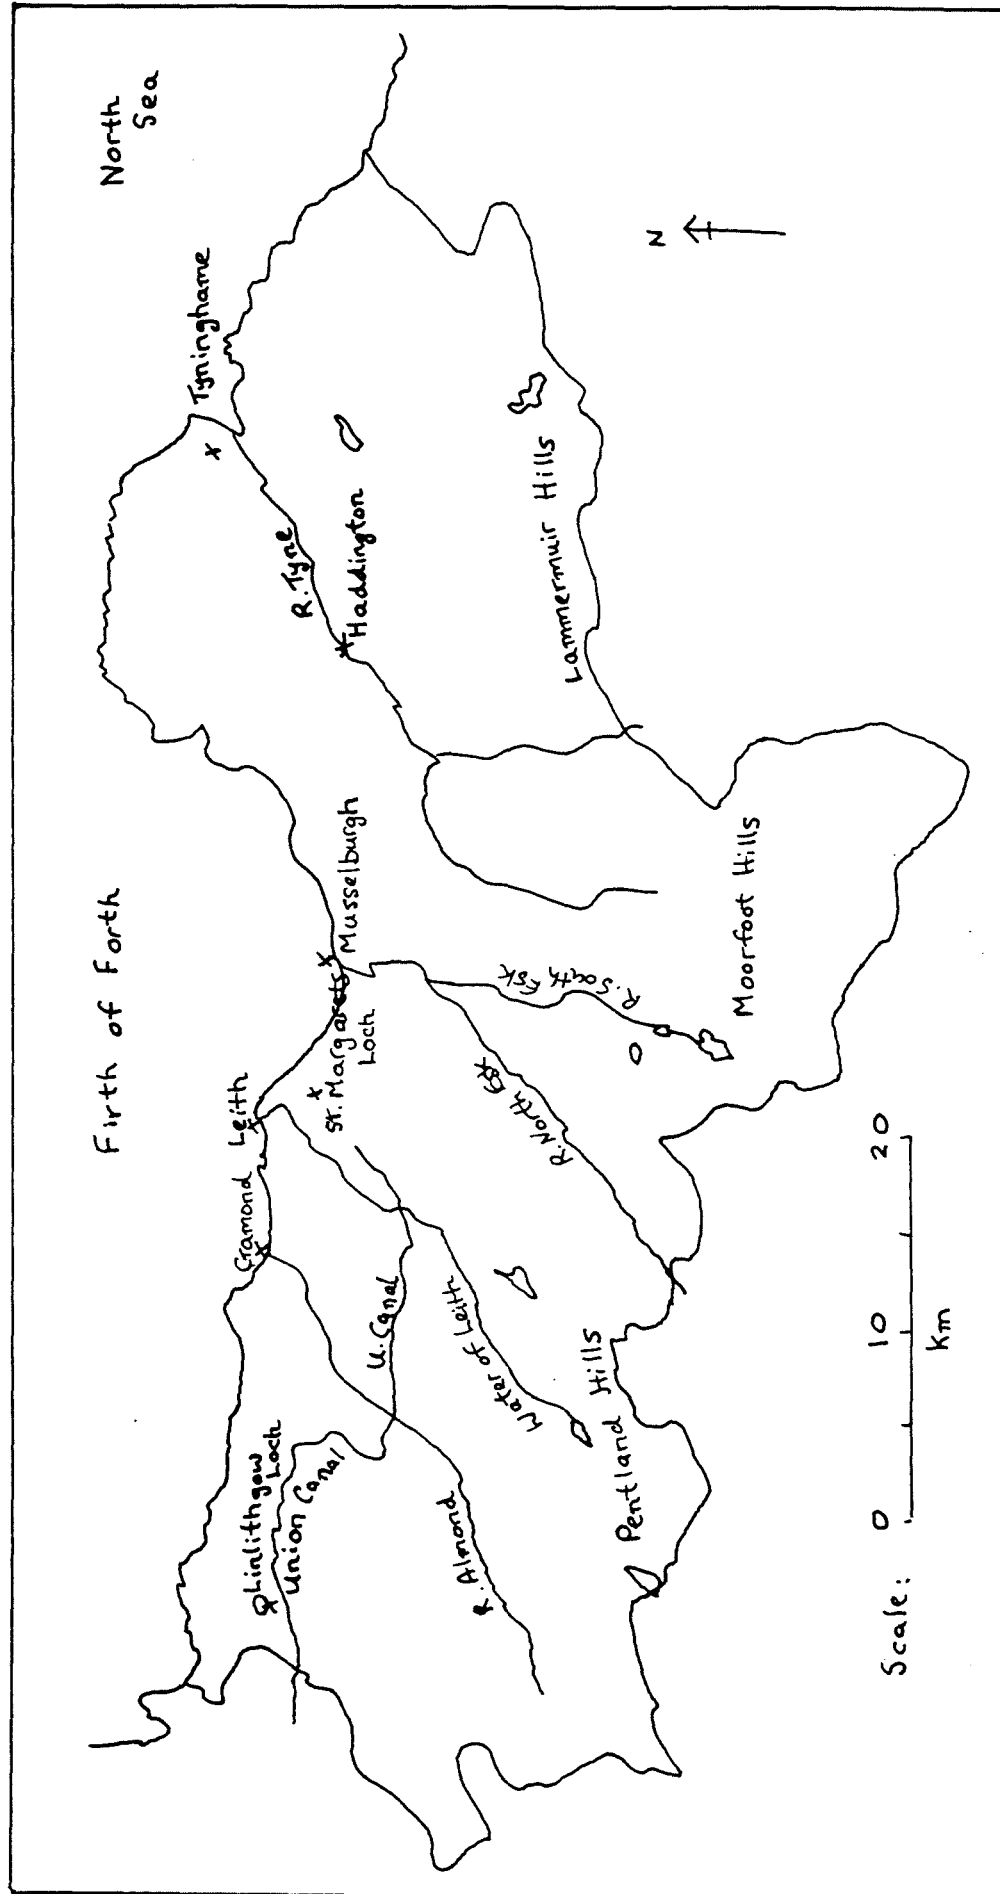 North
Sea
Firth of Forth
Tyninghame
x
R. Tyne
Haddington
x
N
Lammermuir Hills
Musselburgh
x
St. Margarets
Loch
x
Leith
x
Cramond
x
R. South Esk
R. North Esk
Moorfoot Hills
U. Canal
Water of Leith
Linlithgow
Loch
Union Canal
R. Almond
Pentland Hills
Scale:
0 10 20
km